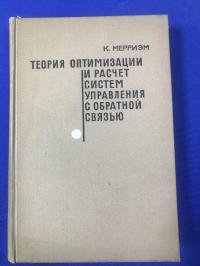 К. МЕРРИЭМ
ТЕОРИЯ ОПТИМИЗАЦИИ
И РАСЧЕТ
СИСТЕМ
УПРАВЛЕНИЯ
С ОБРАТНОЙ
СВЯЗЬЮ